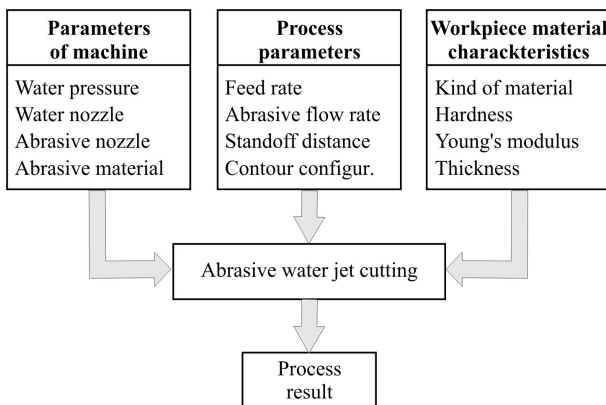 Parameters
of machine
Water pressure
Water nozzle
Abrasive nozzle
Abrasive material
Process
parameters
Feed rate
Abrasive flow rate
Standoff distance
Contour configur.
Workpiece material
charackteristics
Kind of material
Hardness
Young's modulus
Thickness
Abrasive water jet cutting
Process
result